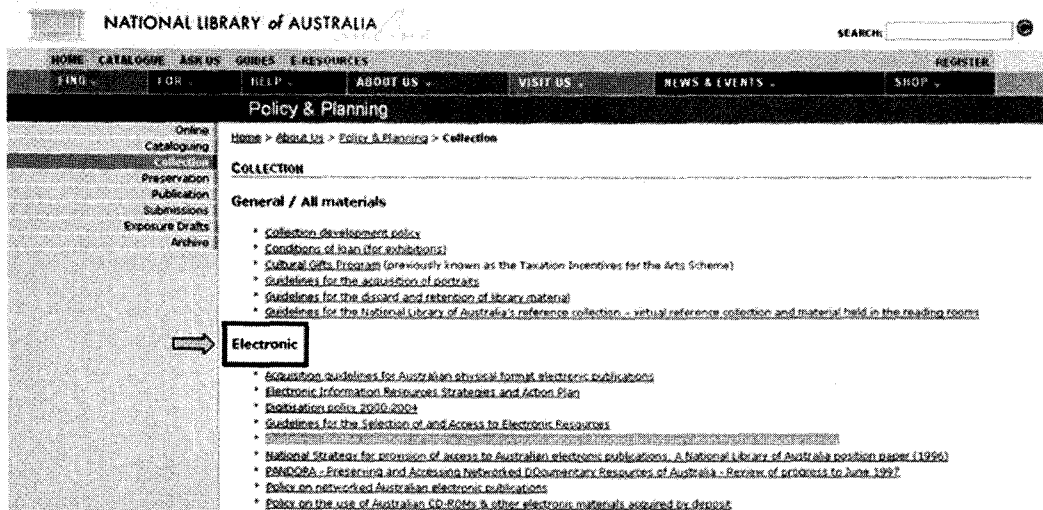 NATIONAL LIBRARY of AUSTRALIA
SEARCH:
HOME CATALOGUE ASK US GUIDES E-RESOURCES
REGISTER
FIND FOR HELP ABOUT US VISIT US NEWS & EVENTS SHOP
Policy & Planning
Online
Cataloguing
Collection
Preservation
Publication
Submissions
Exposure Drafts
Archive
Home > About Us > Policy & Planning > Collection
COLLECTION
General / All materials
* Collection development policy
* Conditions of loan (for exhibitions)
* Cultural Gifts Program (previously known as the Taxation Incentives for the Arts Scheme)
* Guidelines for the acquisition of portraits
* Guidelines for the discard and retention of library material
* Guidelines for the National Library of Australia's reference collection - virtual reference collection and material held in the reading rooms
Electronic
* Acquisition guidelines for Australian physical format electronic publications
* Electronic Information Resources Strategies and Action Plan
* Digitisation policy 2000-2004
* Guidelines for the Selection of and Access to Electronic Resources
* National Strategy for provision of access to Australian electronic publications: A National Library of Australia position paper (1996)
* PANDORA - Preserving and Accessing Networked DOcumentary Resources of Australia - Review of progress to June 1997
* Policy on networked Australian electronic publications
* Policy on the use of Australian CD-ROMs & other electronic materials acquired by deposit